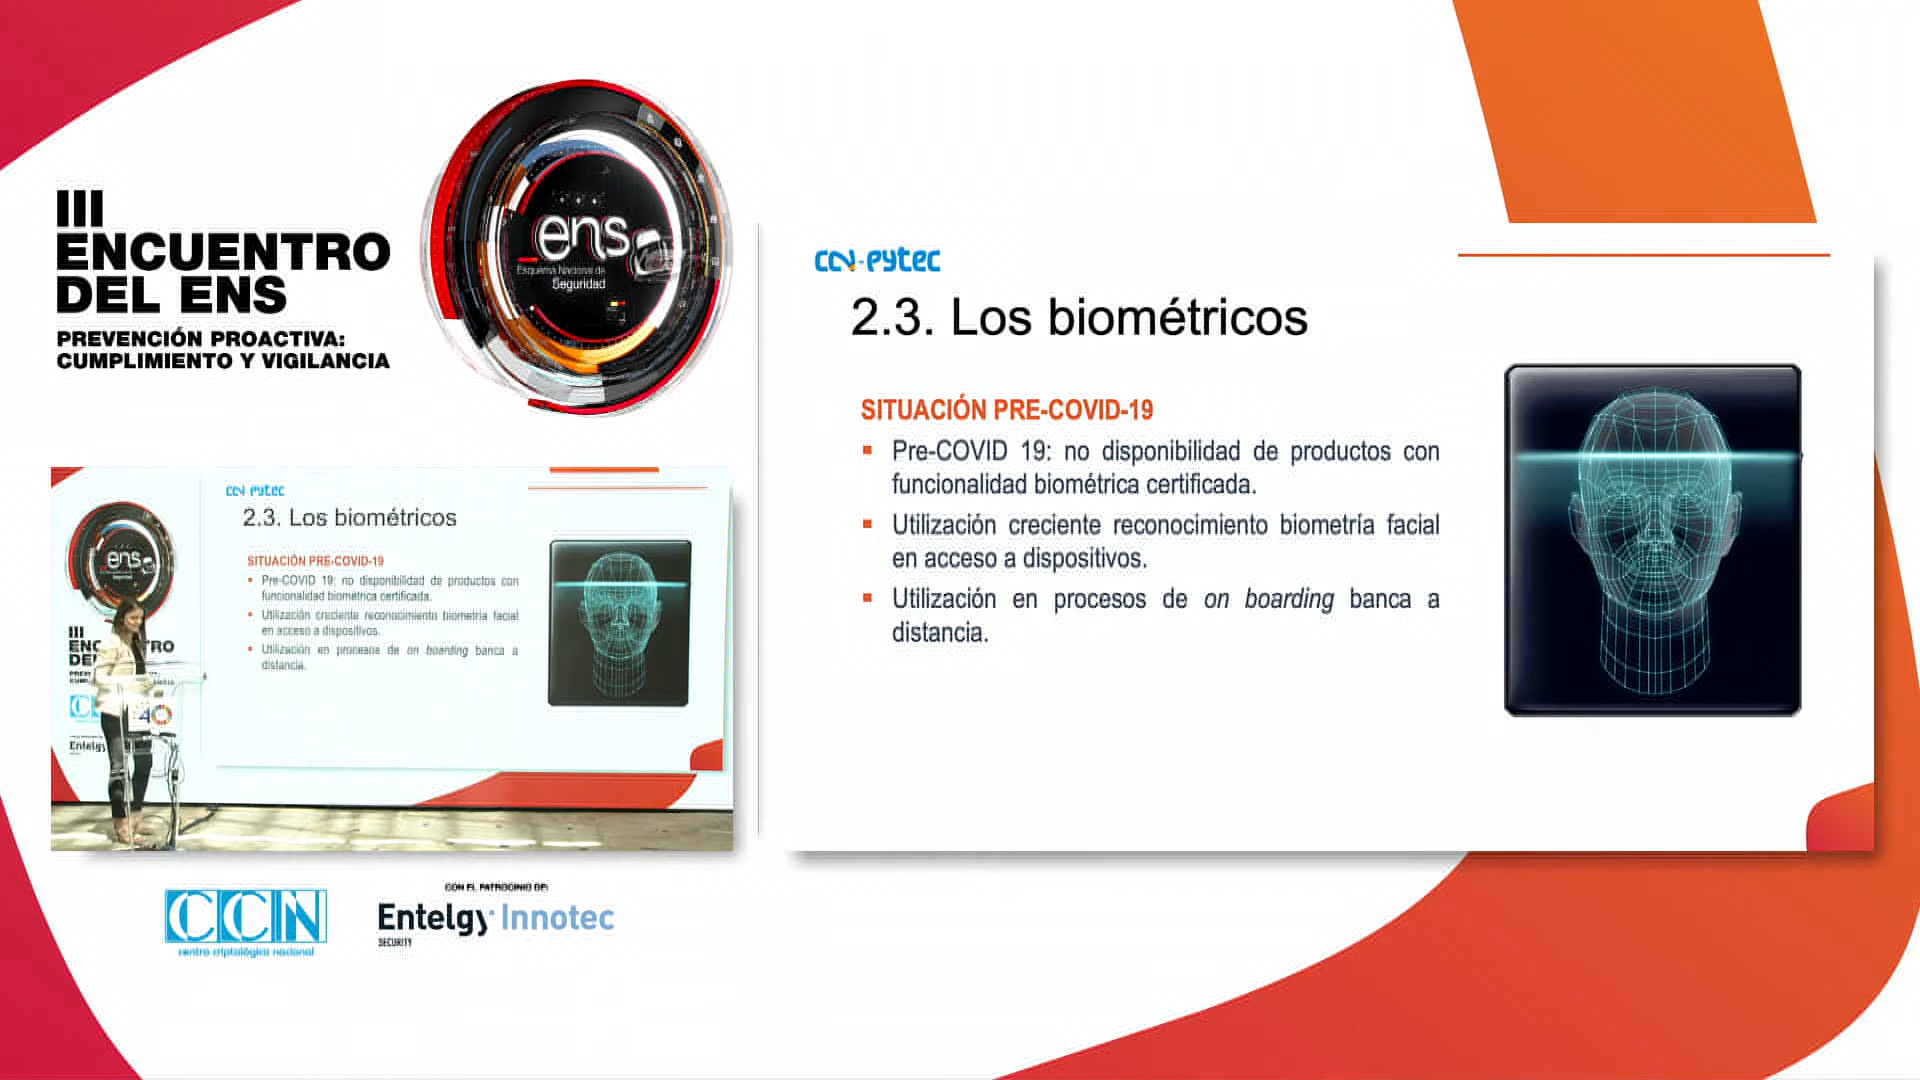 III
ENCUENTRO
DEL ENS
PREVENCIÓN PROACTIVA:
CUMPLIMIENTO Y VIGILANCIA
ens
Esquema Nacional de
Seguridad
CCN-PYTEC
2.3. Los biométricos
SITUACIÓN PRE-COVID-19
Pre-COVID 19: no disponibilidad de productos con
funcionalidad biométrica certificada.
Utilización creciente reconocimiento biometría facial
en acceso a dispositivos.
Utilización en procesos de on boarding banca a
distancia.
CCN PYTEC
2.3. Los biométricos
SITUACIÓN PRE-COVID-19
Pre-COVID 19: no disponibilidad de productos con
funcionalidad biométrica certificada.
Utilización creciente reconocimiento biometría facial
en acceso a dispositivos.
Utilización en procesos de on boarding banca a
distancia.
ens
III
Entelgy
CCN
centro criptológico nacional
CON EL PATROCINIO DE:
Entelgy Innotec
SECURITY